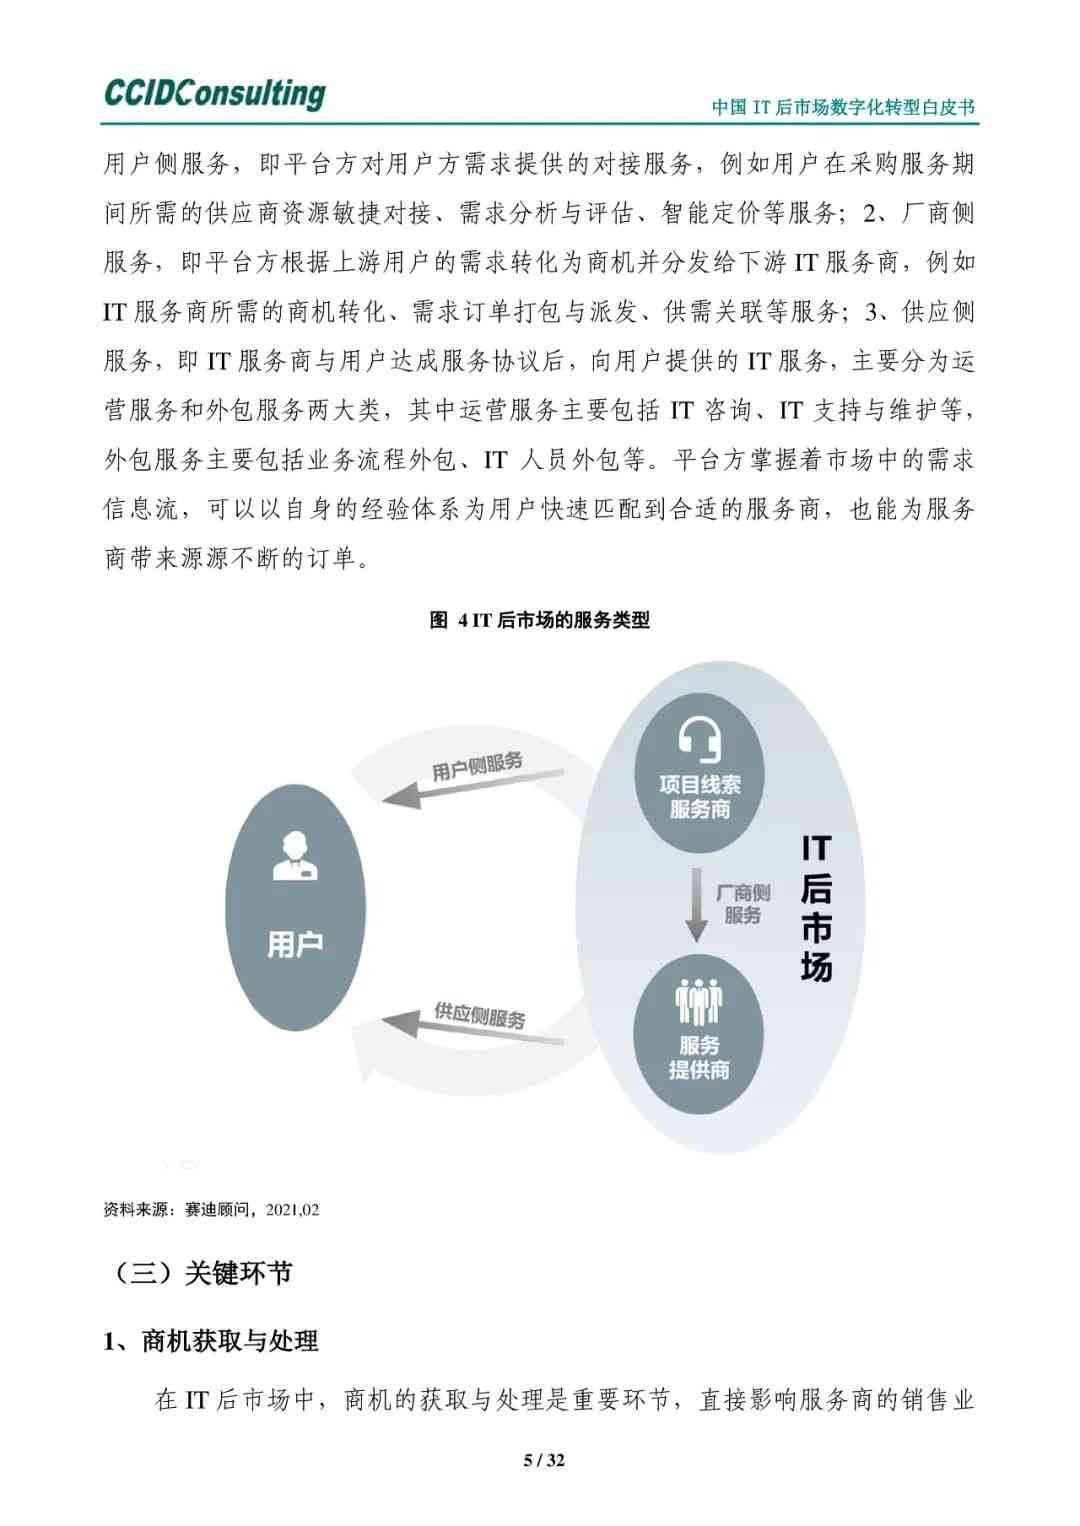 CCIDConsulting
中国 IT 后市场数字化转型白皮书
用户侧服务，即平台方对用户方需求提供的对接服务，例如用户在采购服务期
间所需的供应商资源敏捷对接、需求分析与评估、智能定价等服务；2、厂商侧
服务，即平台方根据上游用户的需求转化为商机并分发给下游 IT 服务商，例如
IT 服务商所需的商机转化、需求订单打包与派发、供需关联等服务；3、供应侧
服务，即 IT 服务商与用户达成服务协议后，向用户提供的 IT 服务，主要分为运
营服务和外包服务两大类，其中运营服务主要包括 IT 咨询、IT 支持与维护等，
外包服务主要包括业务流程外包、IT 人员外包等。平台方掌握着市场中的需求
信息流，可以以自身的经验体系为用户快速匹配到合适的服务商，也能为服务
商带来源源不断的订单。
图 4 IT 后市场的服务类型
用户侧服务
项目线索
服务商
用户
厂商侧
服务
IT
后
市
场
供应侧服务
服务
提供商
资料来源：赛迪顾问，2021,02
（三）关键环节
1、商机获取与处理
在 IT 后市场中，商机的获取与处理是重要环节，直接影响服务商的销售业
5 / 32